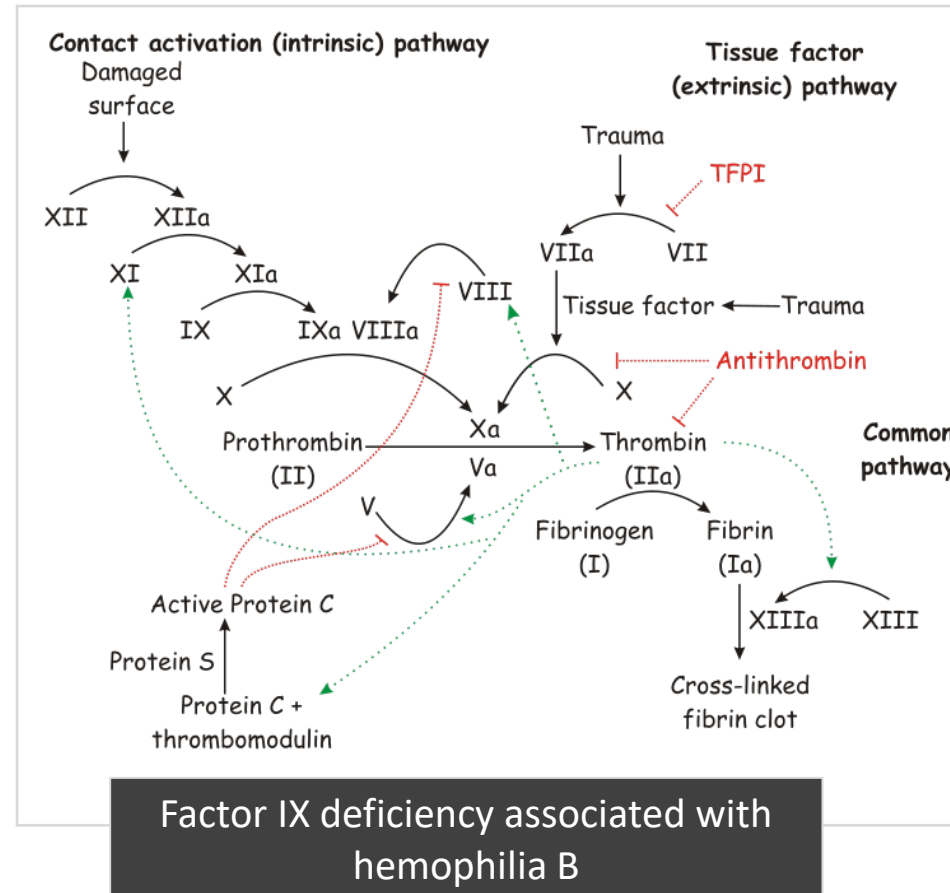 Contact activation (intrinsic) pathway
Damaged
surface
XII
XIIa
XI
XIa
IX
IXa
VIIIa
VIII
X
Tissue factor
(extrinsic) pathway
Trauma
TFPI
VIIa
VII
Tissue factor
Trauma
Antithrombin
X
Xa
Prothrombin
(II)
Va
Thrombin
(IIa)
Common
pathway
V
Fibrinogen
(I)
Fibrin
(Ia)
Active Protein C
XIIIa
XIII
Protein S
Protein C +
thrombomodulin
Cross-linked
fibrin clot
Factor IX deficiency associated with
hemophilia B